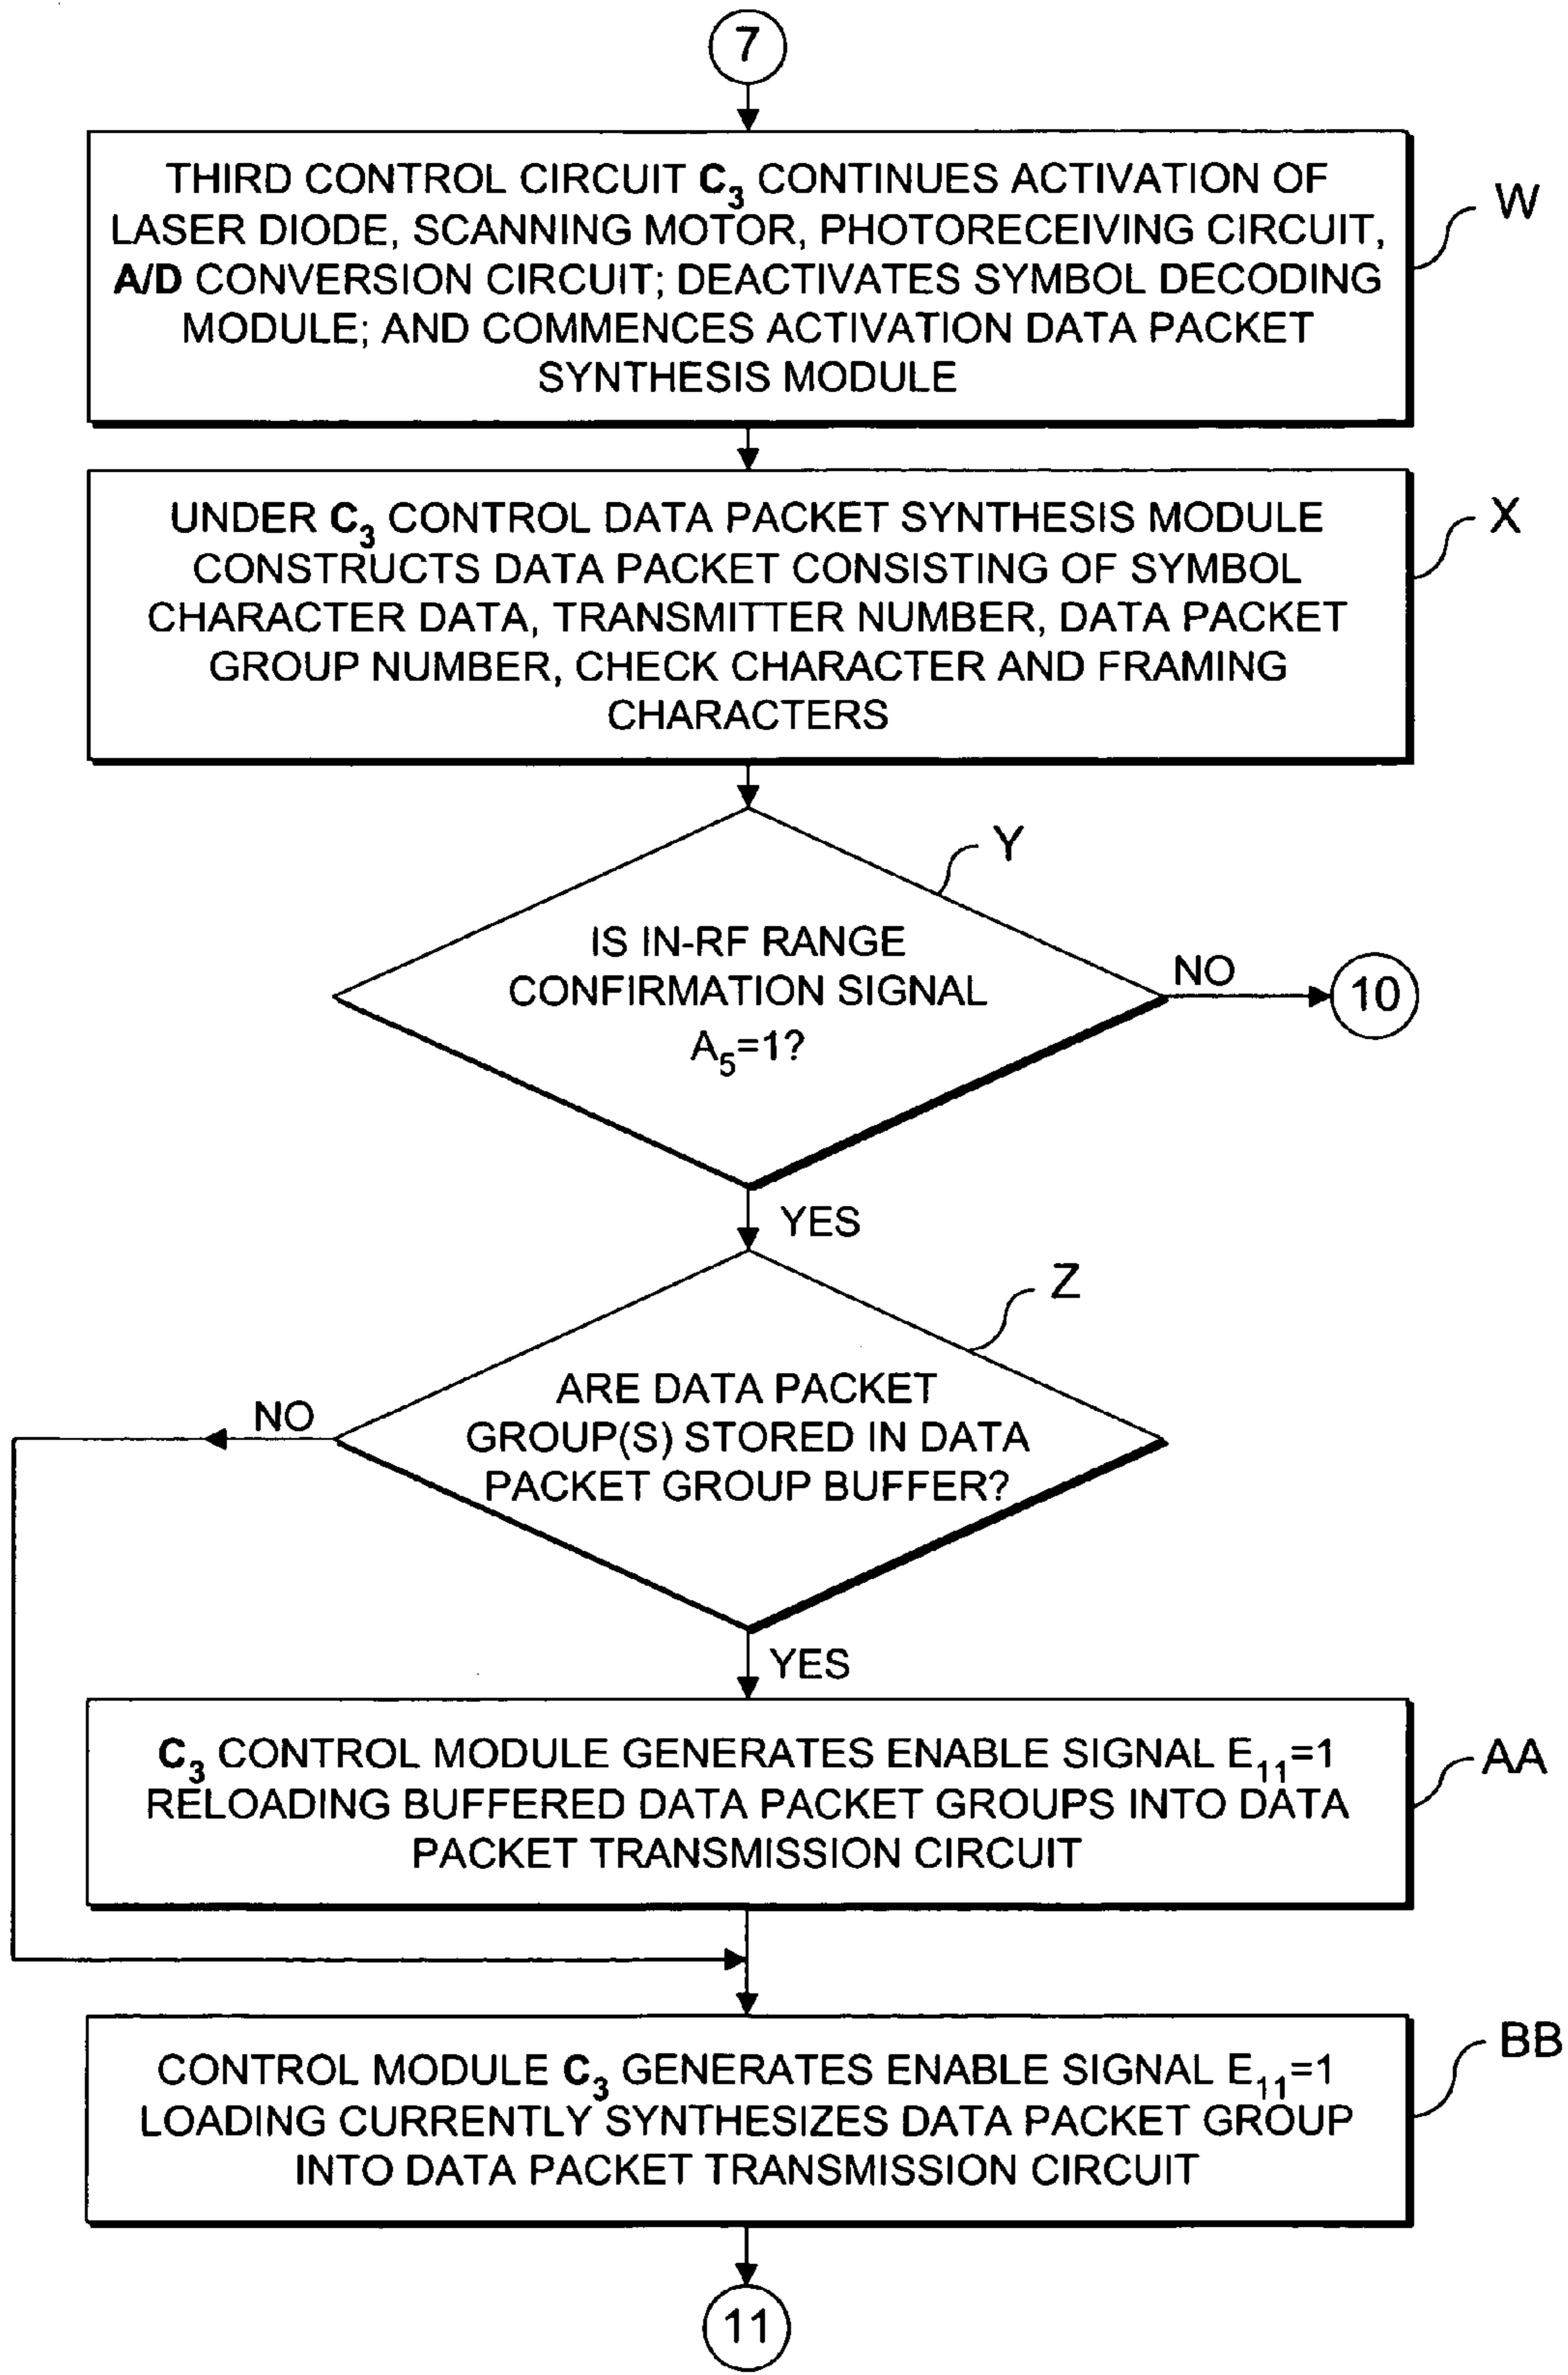 7
THIRD CONTROL CIRCUIT C₃ CONTINUES ACTIVATION OF
LASER DIODE, SCANNING MOTOR, PHOTORECEIVING CIRCUIT,
A/D CONVERSION CIRCUIT; DEACTIVATES SYMBOL DECODING
MODULE; AND COMMENCES ACTIVATION DATA PACKET
SYNTHESIS MODULE
W
UNDER C₃ CONTROL DATA PACKET SYNTHESIS MODULE
CONSTRUCTS DATA PACKET CONSISTING OF SYMBOL
CHARACTER DATA, TRANSMITTER NUMBER, DATA PACKET
GROUP NUMBER, CHECK CHARACTER AND FRAMING
CHARACTERS
X
Y
IS IN-RF RANGE
CONFIRMATION SIGNAL
A₅=1?
NO
10
YES
Z
ARE DATA PACKET
GROUP(S) STORED IN DATA
PACKET GROUP BUFFER?
NO
YES
C₃ CONTROL MODULE GENERATES ENABLE SIGNAL E₁₁=1
RELOADING BUFFERED DATA PACKET GROUPS INTO DATA
PACKET TRANSMISSION CIRCUIT
AA
CONTROL MODULE C₃ GENERATES ENABLE SIGNAL E₁₁=1
LOADING CURRENTLY SYNTHESIZES DATA PACKET GROUP
INTO DATA PACKET TRANSMISSION CIRCUIT
BB
11